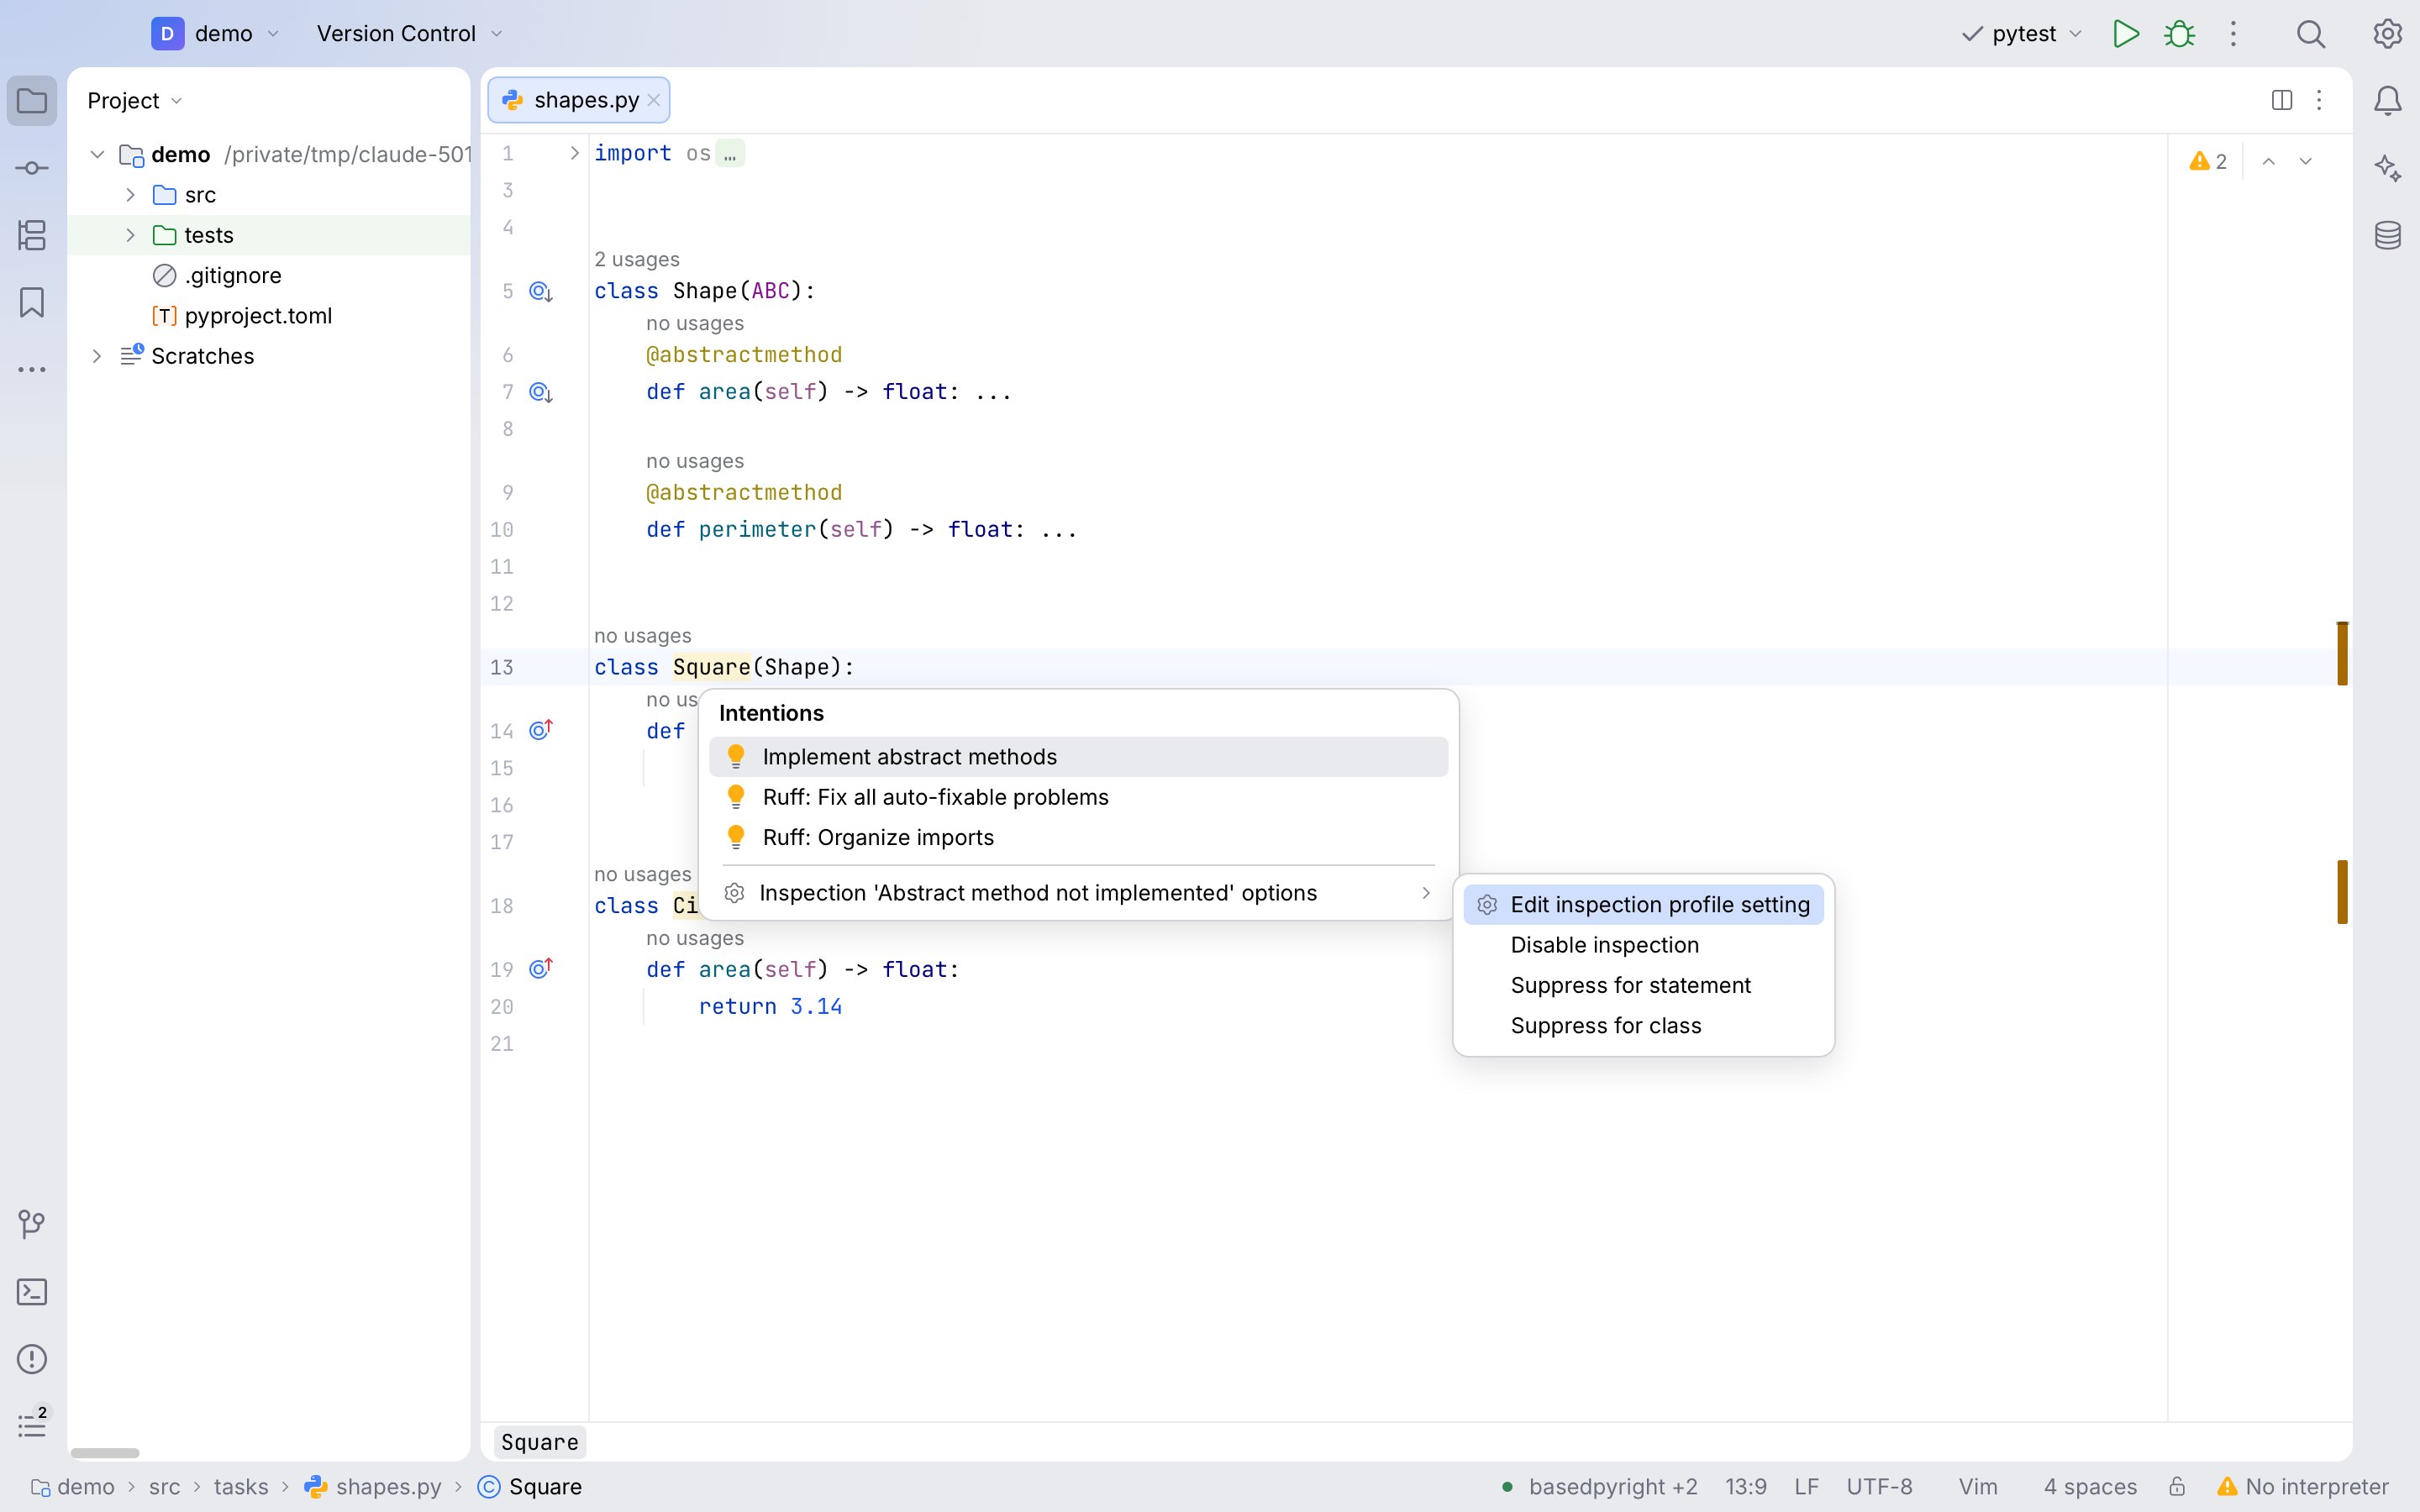 D demo Version Control pytest
Project
demo /private/tmp/claude-501
src
tests
.gitignore
[T] pyproject.toml
Scratches
shapes.py
2
1 import os...
3
4
2 usages
5 class Shape(ABC):
no usages
6 @abstractmethod
7 def area(self) -> float: ...
8
no usages
9 @abstractmethod
10 def perimeter(self) -> float: ...
11
12
no usages
13 class Square(Shape):
no us
14 def
15
16
17
no usages
18 class Ci
no usages
19 def area(self) -> float:
20 return 3.14
21
Intentions
Implement abstract methods
Ruff: Fix all auto-fixable problems
Ruff: Organize imports
Inspection 'Abstract method not implemented' options
Edit inspection profile setting
Disable inspection
Suppress for statement
Suppress for class
2
Square
demo src tasks shapes.py C Square basedpyright +2 13:9 LF UTF-8 Vim 4 spaces No interpreter